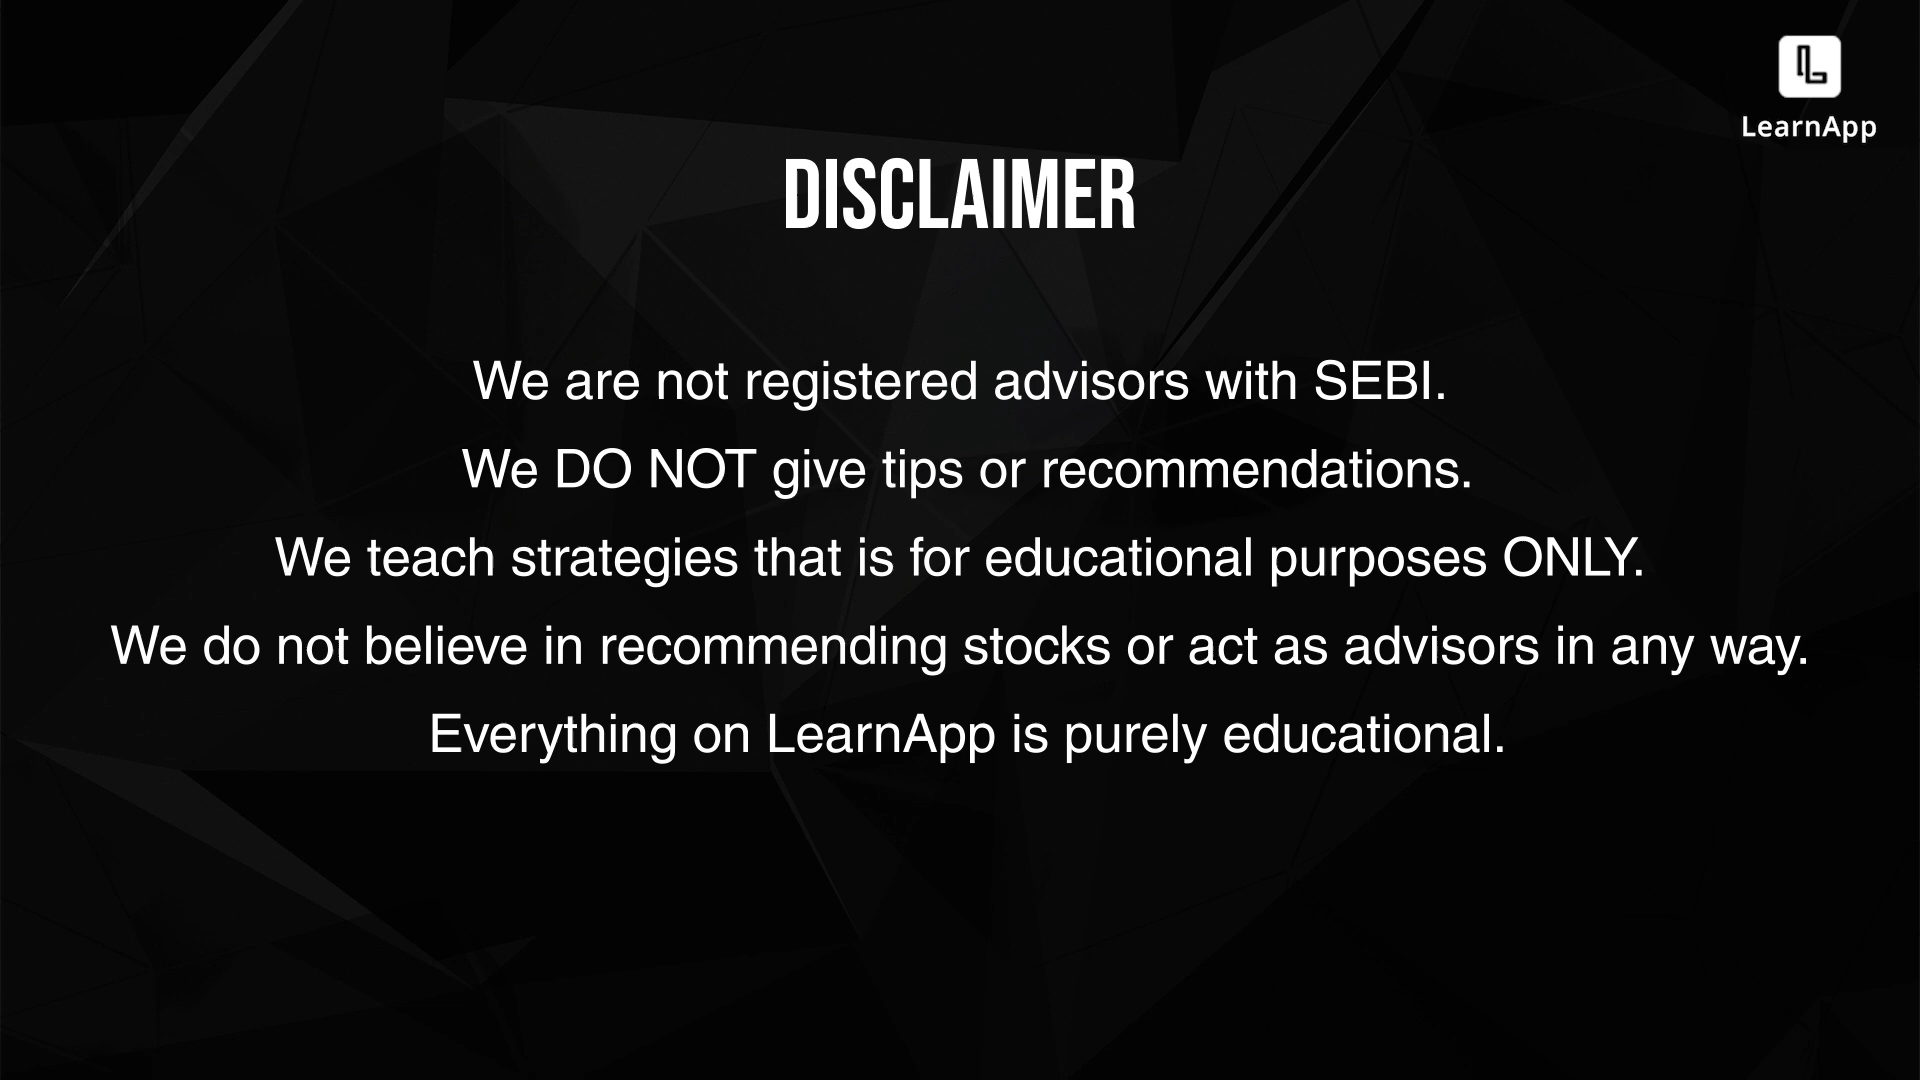 LearnApp
DISCLAIMER
We are not registered advisors with SEBI.
We DO NOT give tips or recommendations.
We teach strategies that is for educational purposes ONLY.
We do not believe in recommending stocks or act as advisors in any way.
Everything on LearnApp is purely educational.